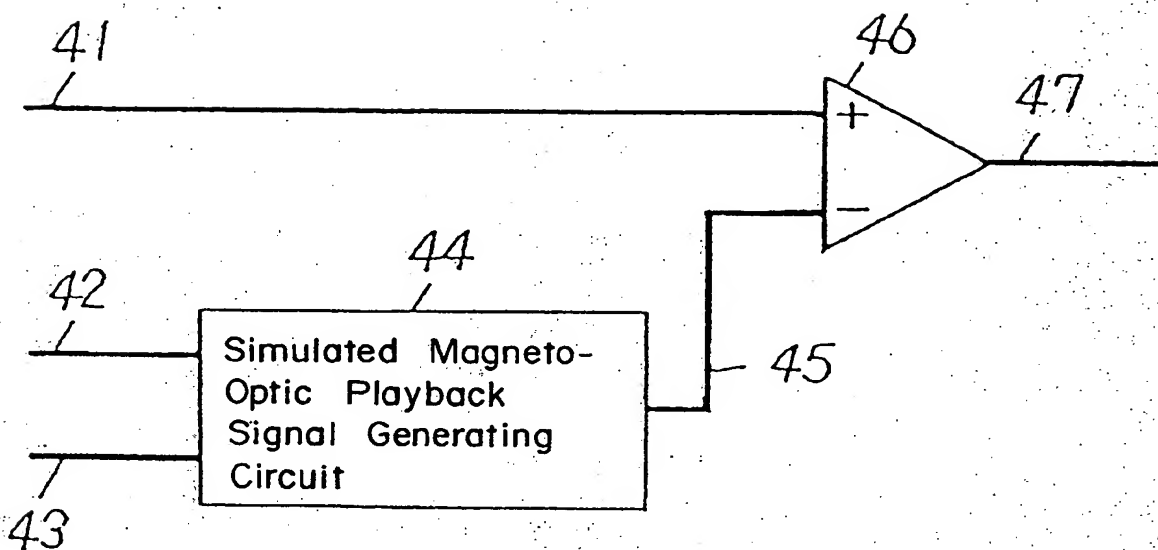 41
46
+
47
−
44
42
Simulated Magneto-
Optic Playback
Signal Generating
Circuit
45
43